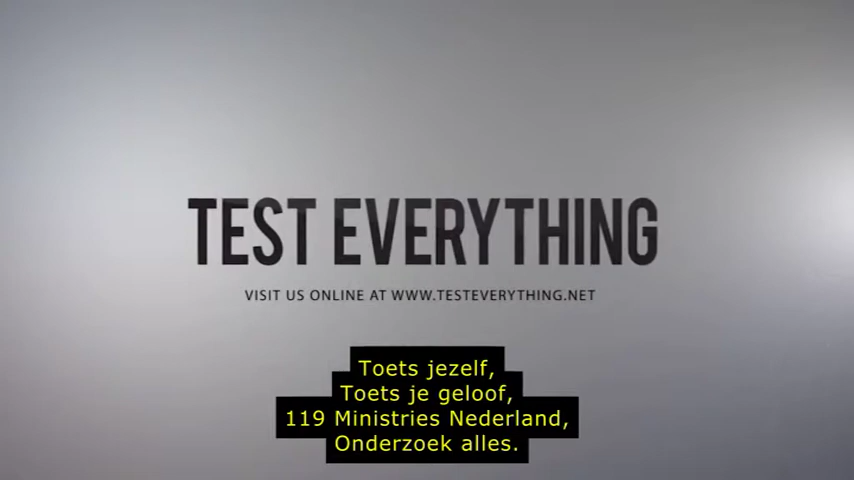 TEST EVERYTHING
VISIT US ONLINE AT WWW.TESTEVERYTHING.NET
Toets jezelf,
Toets je geloof,
119 Ministries Nederland,
Onderzoek alles.